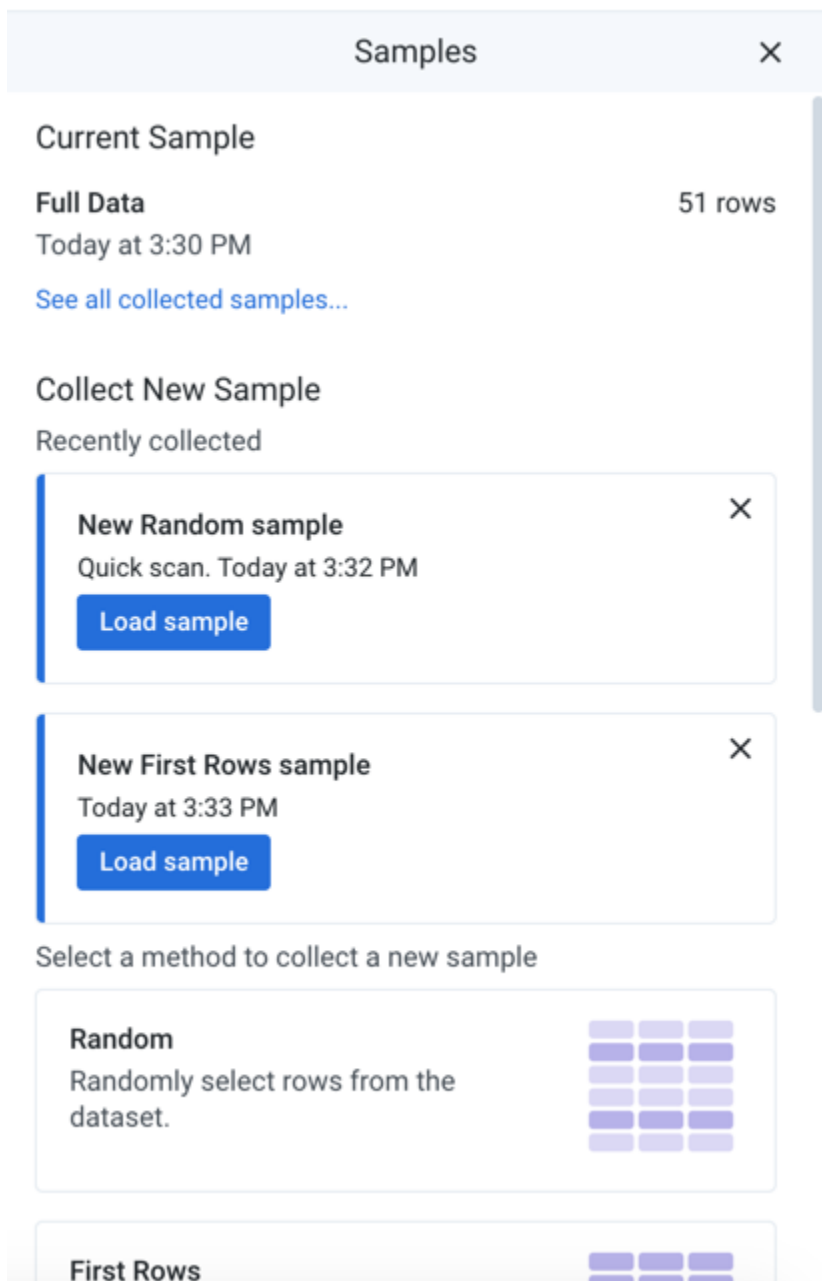 Samples
Current Sample
Full Data
51 rows
Today at 3:30 PM
See all collected samples...
Collect New Sample
Recently collected
New Random sample
Quick scan. Today at 3:32 PM
Load sample
New First Rows sample
Today at 3:33 PM
Load sample
Select a method to collect a new sample
Random
Randomly select rows from the
dataset.
First Rows